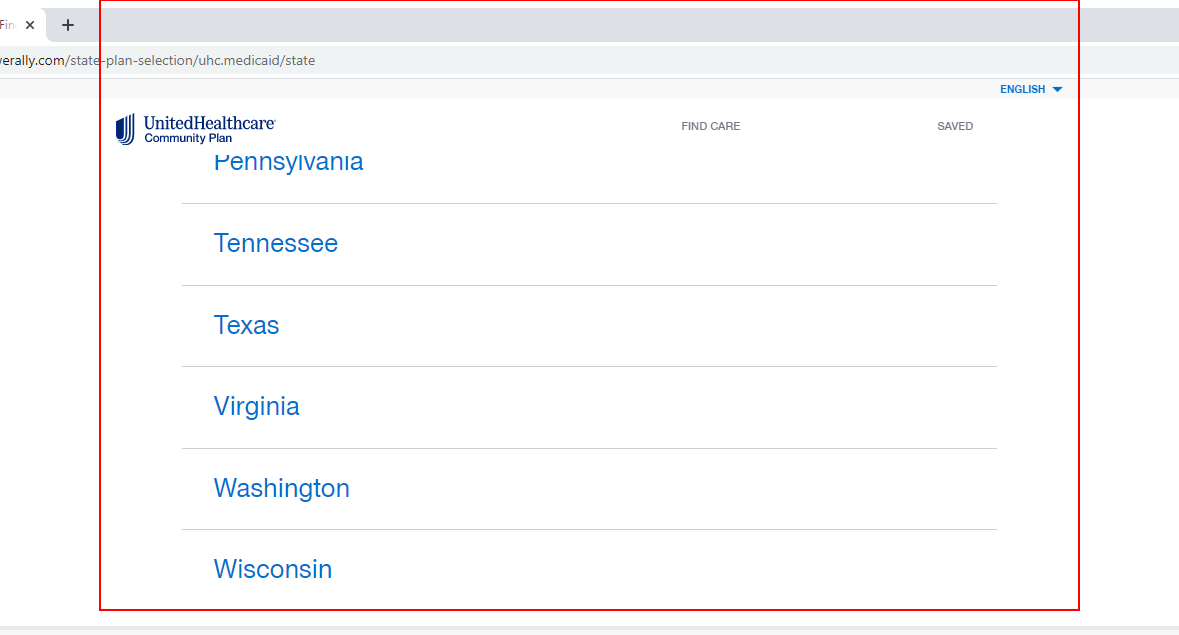 Fin
erally.com/state-plan-selection/uhc.medicaid/state
ENGLISH
UnitedHealthcare
Community Plan
FIND CARE
SAVED
Pennsylvania
Tennessee
Texas
Virginia
Washington
Wisconsin